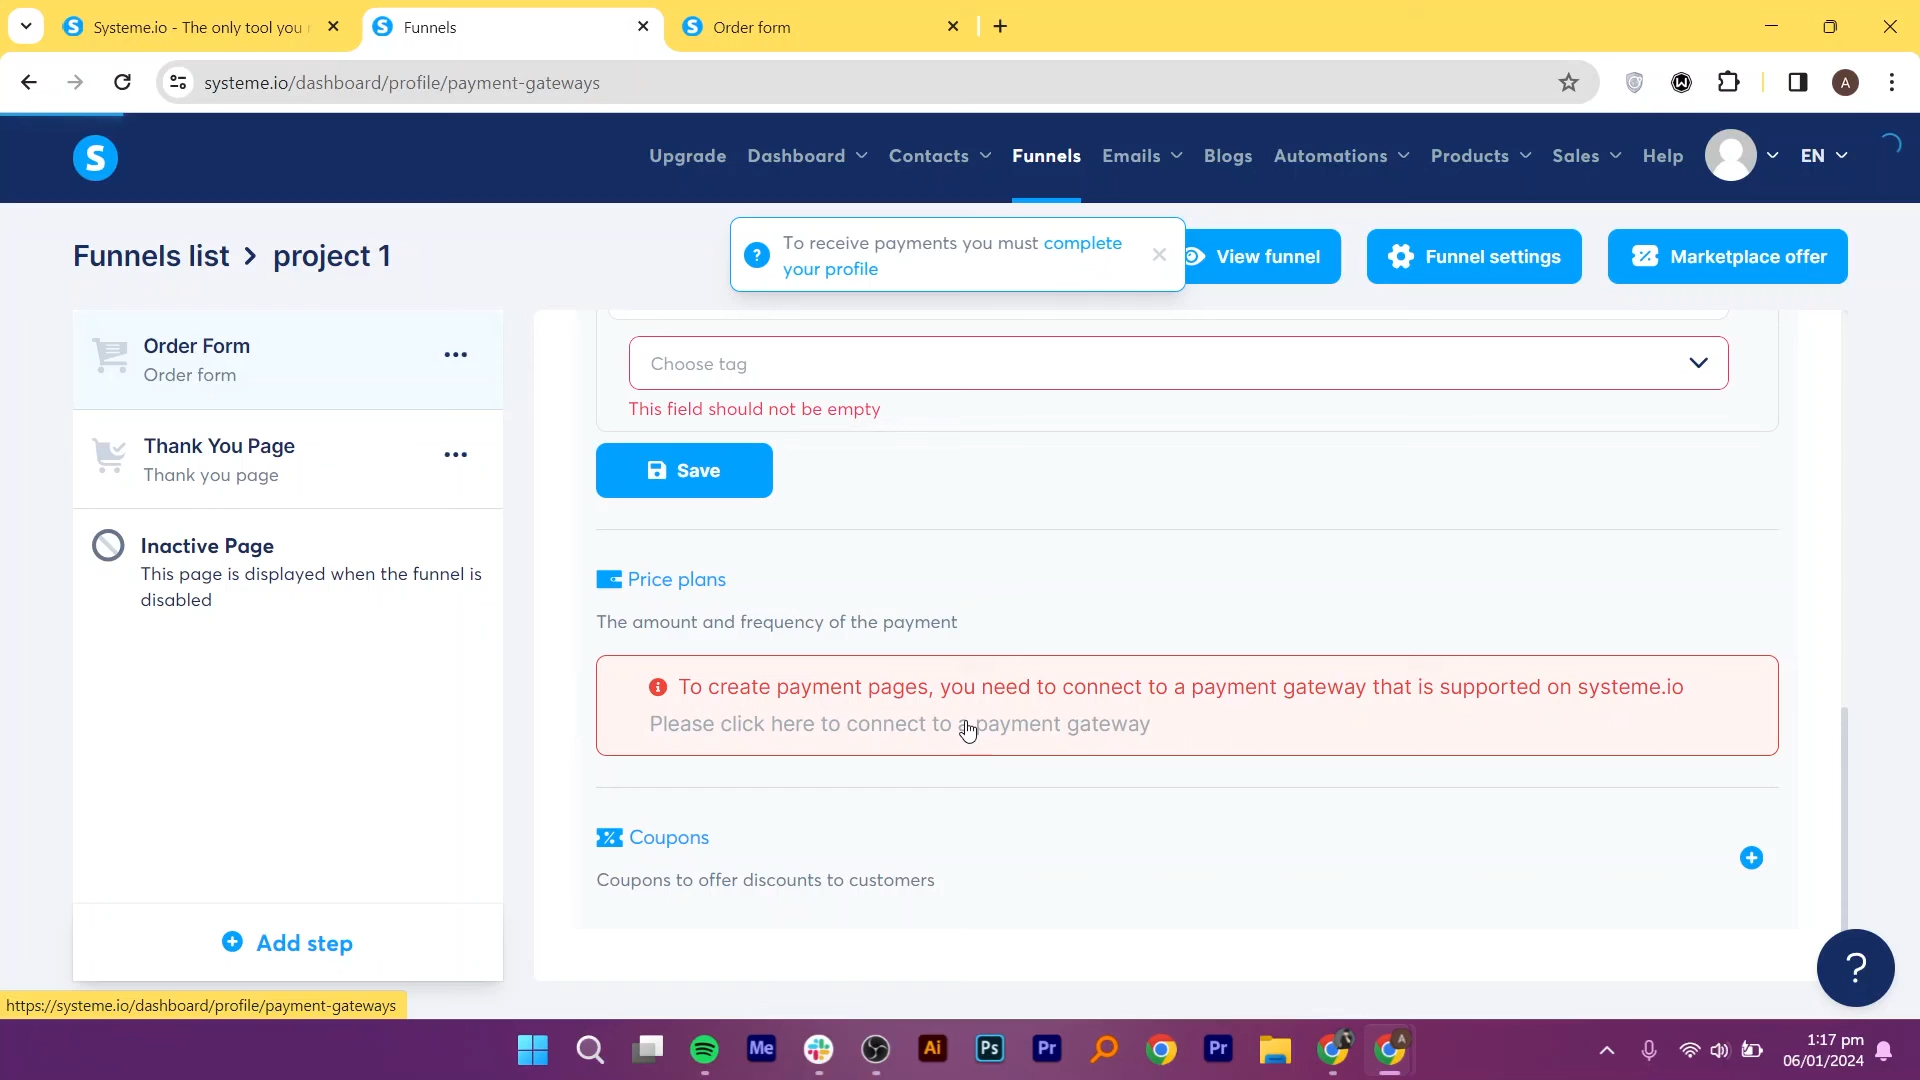 Systeme.io - The only tool you
Funnels
Order form
systeme.io/dashboard/profile/payment-gateways
A
S
Upgrade
Dashboard
Contacts
Funnels
Emails
Blogs
Automations
Products
Sales
Help
EN
Funnels list > project 1
To receive payments you must complete
your profile
View funnel
Funnel settings
Marketplace offer
Order Form
Order form
Thank You Page
Thank you page
Inactive Page
This page is displayed when the funnel is
disabled
Add step
Choose tag
This field should not be empty
Save
Price plans
The amount and frequency of the payment
To create payment pages, you need to connect to a payment gateway that is supported on systeme.io
Please click here to connect to a payment gateway
Coupons
Coupons to offer discounts to customers
?
https://systeme.io/dashboard/profile/payment-gateways
Me
Ai
Ps
Pr
Pr
A
1:17 pm
06/01/2024